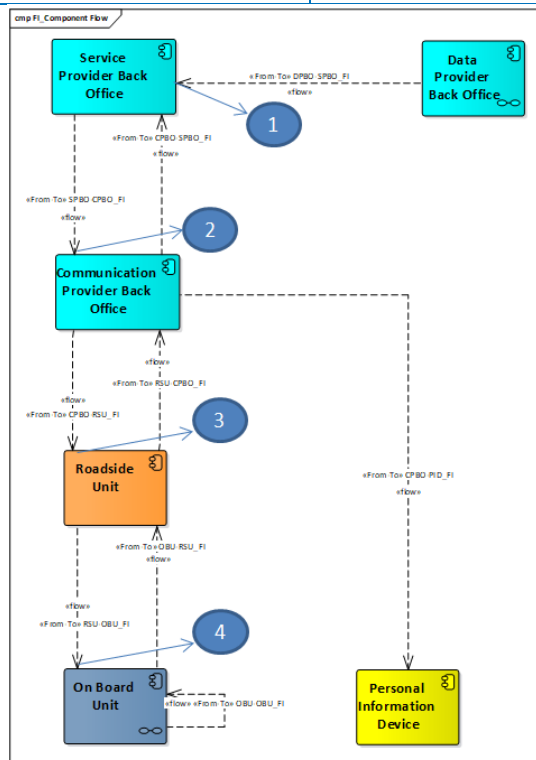 cmp FI_Component Flow
Service
Provider Back
Office
Data
Provider
Back Office
«From To» DPBO SPBO_FI
«flow»
1
«From To» CPBO SPBO_FI
«flow»
«From To» SPBO CPBO_FI
«flow»
2
Communication
Provider Back
Office
«flow»
«From To» RSU CPBO_FI
«flow»
«From To» CPBO RSU_FI
3
Roadside
Unit
«From To» CPBO PID_FI
«flow»
«From To» OBU RSU_FI
«flow»
«flow»
«From To» RSU OBU_FI
4
On Board
Unit
«flow» «From To» OBU OBU_FI
Personal
Information
Device